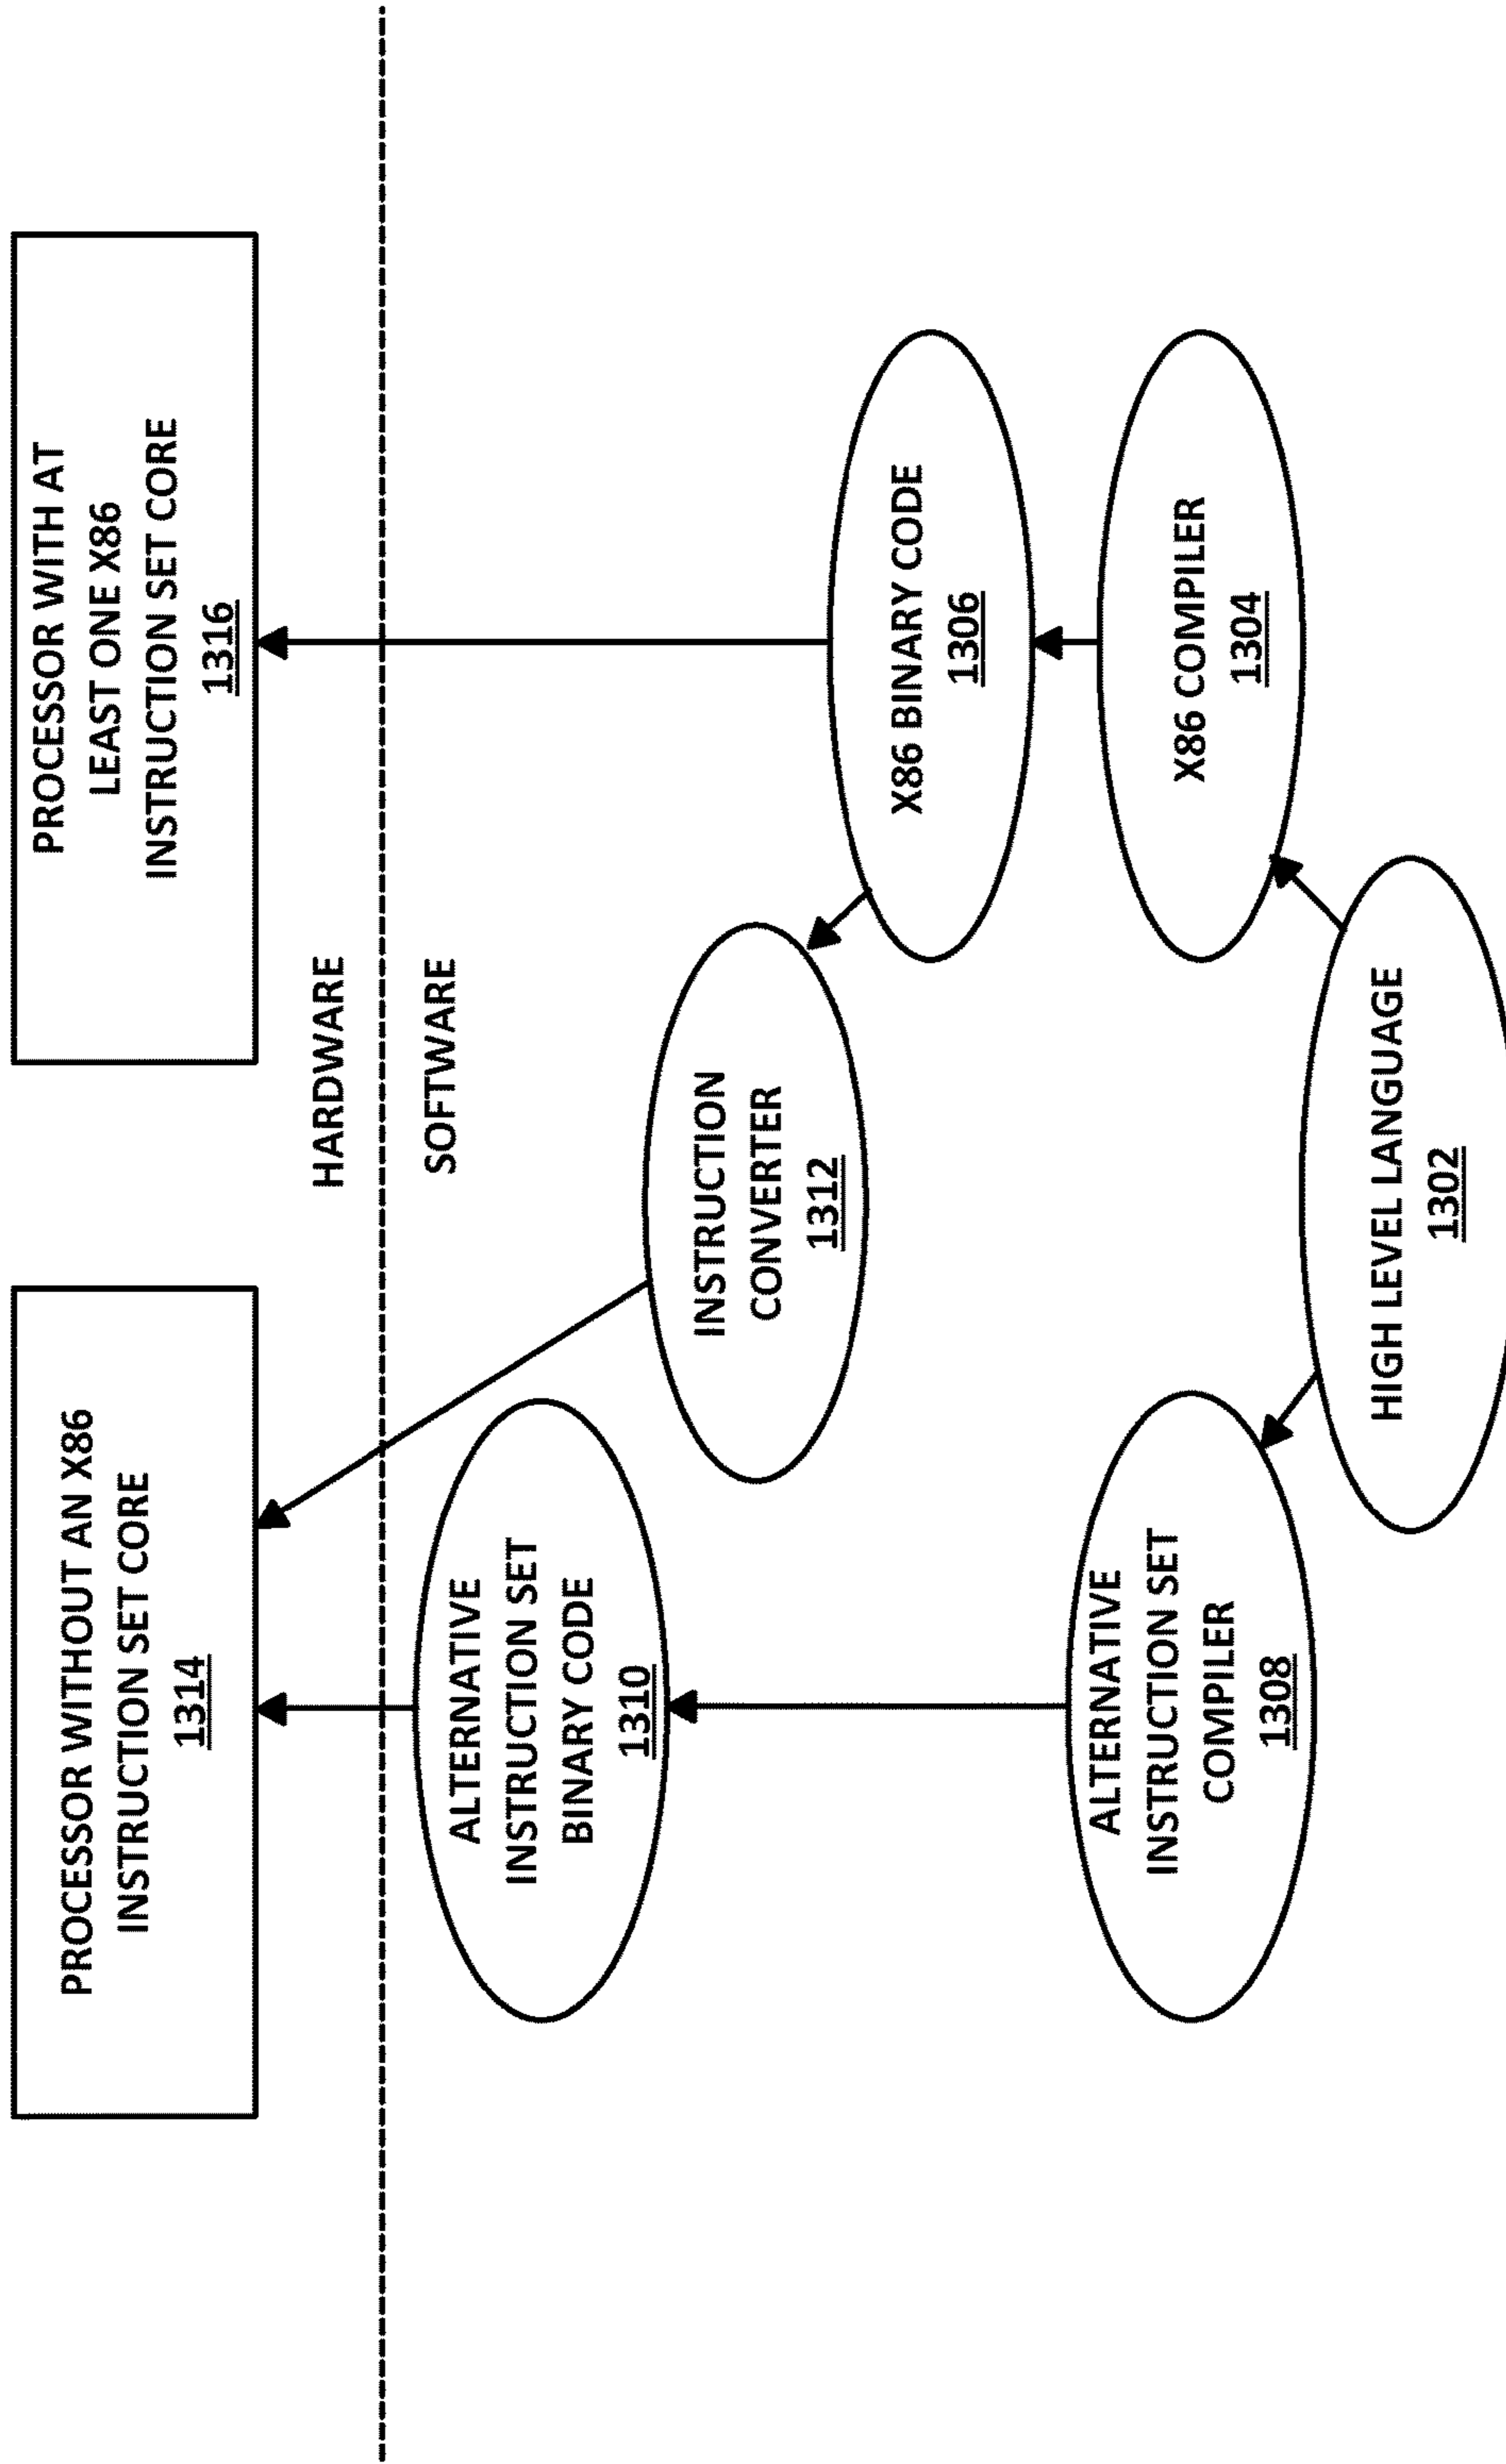 PROCESSOR WITHOUT AN X86
INSTRUCTION SET CORE
1314
PROCESSOR WITH AT
LEAST ONE X86
INSTRUCTION SET CORE
1316
HARDWARE
SOFTWARE
ALTERNATIVE
INSTRUCTION SET
BINARY CODE
1310
INSTRUCTION
CONVERTER
1312
X86 BINARY CODE
1306
ALTERNATIVE
INSTRUCTION SET
COMPILER
1308
X86 COMPILER
1304
HIGH LEVEL LANGUAGE
1302